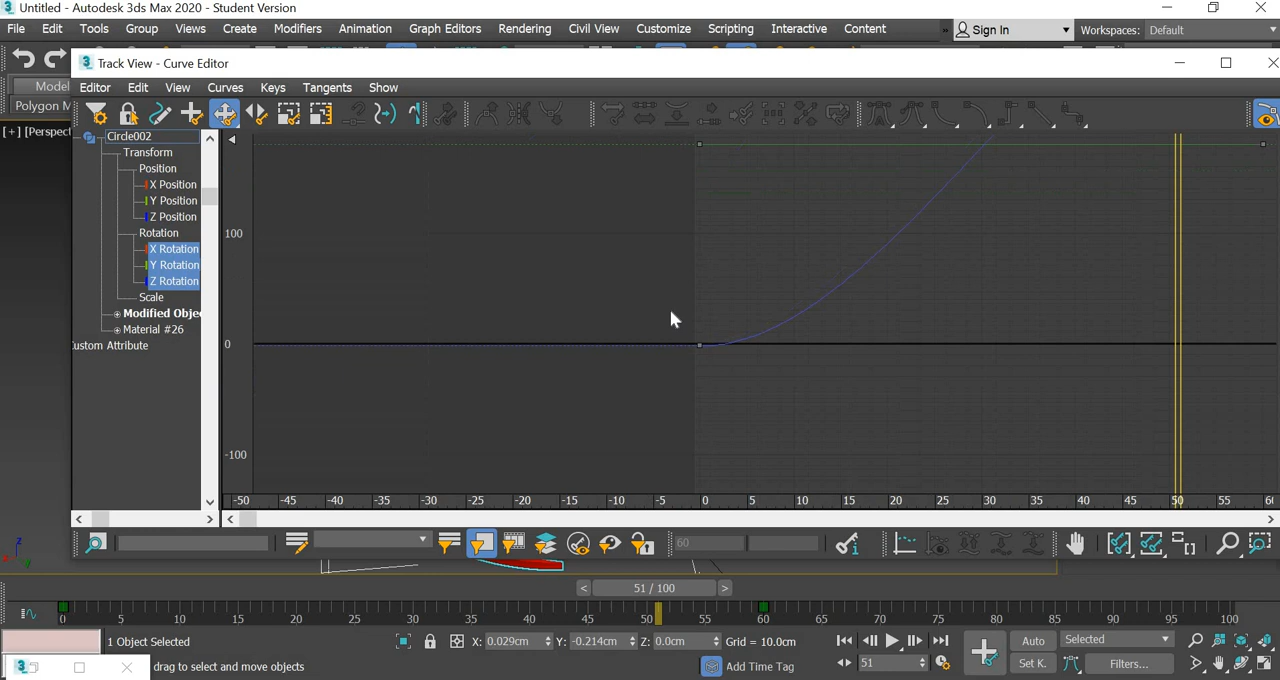 Untitled - Autodesk 3ds Max 2020 - Student Version
File Edit Tools Group Views Create Modifiers Animation Graph Editors Rendering Civil View Customize Scripting Interactive Content » Sign In Workspaces: Default
Track View - Curve Editor
Model
Editor Edit View Curves Keys Tangents Show
Polygon M
[+] [Perspect
Circle002
Transform
Position
X Position
Y Position
Z Position
Rotation
X Rotation
Y Rotation
Z Rotation
Scale
Modified Obje
Material #26
Custom Attribute
100
0
-100
-50 -45 -40 -35 -30 -25 -20 -15 -10 -5 0 5 10 15 20 25 30 35 40 45 50 55 60
60
z
< 51 / 100 >
0 5 10 15 20 25 30 35 40 45 50 55 60 65 70 75 80 85 90 95 100
1 Object Selected X: 0.029cm Y: -0.214cm Z: 0.0cm Grid = 10.0cm Auto Selected
drag to select and move objects Add Time Tag 51 Set K. Filters...